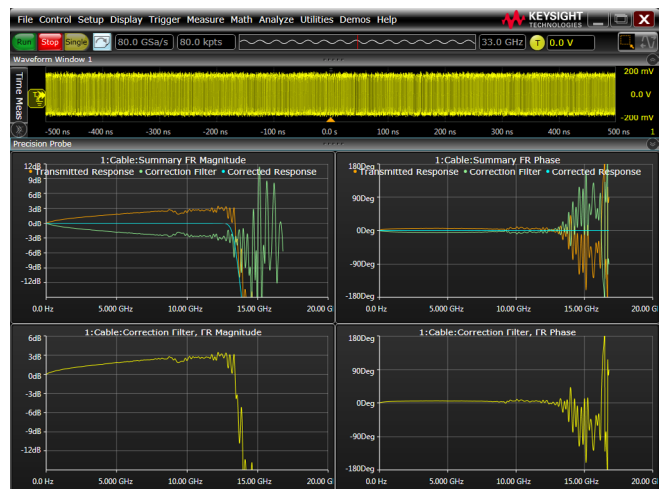 File Control Setup Display Trigger Measure Math Analyze Utilities Demos Help
KEYSIGHT
TECHNOLOGIES
X
Run Stop Single 80.0 GSa/s 80.0 kpts 33.0 GHz T 0.0 V
Waveform Window 1
Time Meas
200 mV
0.0 V
-200 mV
-500 ns -400 ns -300 ns -200 ns -100 ns 0.0 s 100 ns 200 ns 300 ns 400 ns 500 ns 1
Precision Probe
1:Cable:Summary FR Magnitude
Transmitted Response • Correction Filter • Corrected Response
12dB
9dB
6dB
3dB
-0dB
-3dB
-6dB
-9dB
-12dB
0.0 Hz 5.000 GHz 10.00 GHz 15.00 GHz 20.00 G
1:Cable:Summary FR Phase
Transmitted Response • Correction Filter • Corrected Response
180Deg
90Deg
0Deg
-90Deg
-180Deg
0.0 Hz 5.000 GHz 10.00 GHz 15.00 GHz 20.00 G
1:Cable:Correction Filter, FR Magnitude
6dB
3dB
0dB
-3dB
-6dB
-9dB
-12dB
0.0 Hz 5.000 GHz 10.00 GHz 15.00 GHz 20.00 G
1:Cable:Correction Filter, FR Phase
180Deg
90Deg
0Deg
-90Deg
-180Deg
0.0 Hz 5.000 GHz 10.00 GHz 15.00 GHz 20.00 G